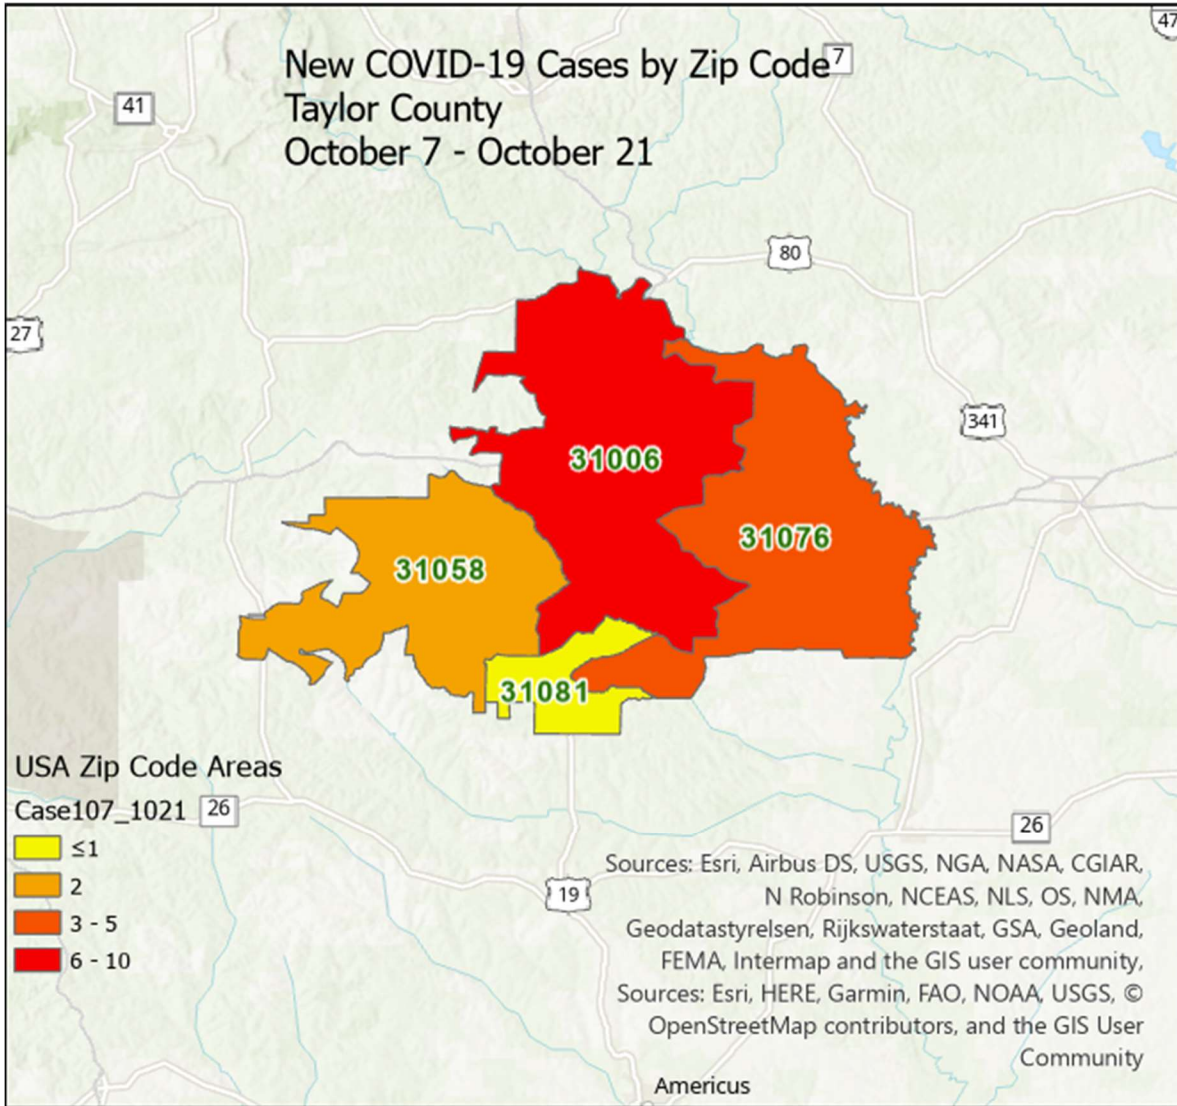 47
New COVID-19 Cases by Zip Code
7
Taylor County
41
October 7 - October 21
80
27
341
31006
31076
31058
31081
USA Zip Code Areas
Case107_1021
26
≤1
2
3 - 5
6 - 10
26
19
Sources: Esri, Airbus DS, USGS, NGA, NASA, CGIAR,
N Robinson, NCEAS, NLS, OS, NMA,
Geodatastyrelsen, Rijkswaterstaat, GSA, Geoland,
FEMA, Intermap and the GIS user community,
Sources: Esri, HERE, Garmin, FAO, NOAA, USGS, ©
OpenStreetMap contributors, and the GIS User
Community
Americus